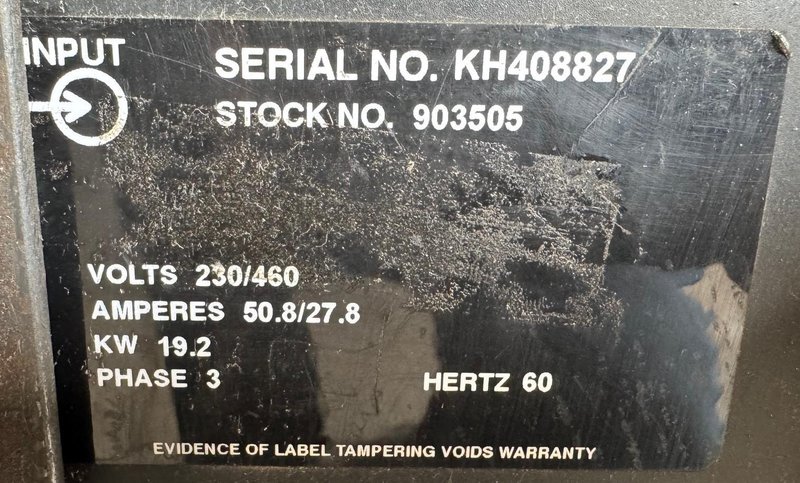 INPUT
SERIAL NO. KH408827
STOCK NO. 903505
VOLTS 230/460
AMPERES 50.8/27.8
KW 19.2
PHASE 3 HERTZ 60
EVIDENCE OF LABEL TAMPERING VOIDS WARRANTY